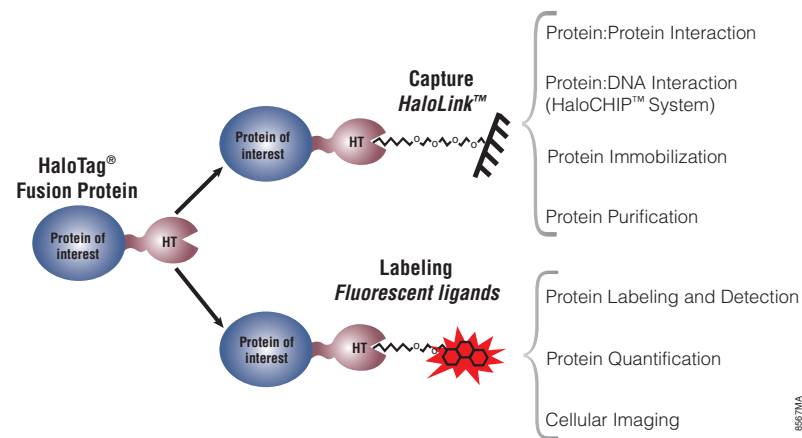 HaloTag®
Fusion Protein
Protein of
interest
HT
Capture
HaloLink™
Protein of
interest
HT
O
O
O
O
Protein:Protein Interaction
Protein:DNA Interaction
(HaloCHIP™ System)
Protein Immobilization
Protein Purification
Labeling
Fluorescent ligands
Protein of
interest
HT
O
O
Protein Labeling and Detection
Protein Quantification
Cellular Imaging
8567MA